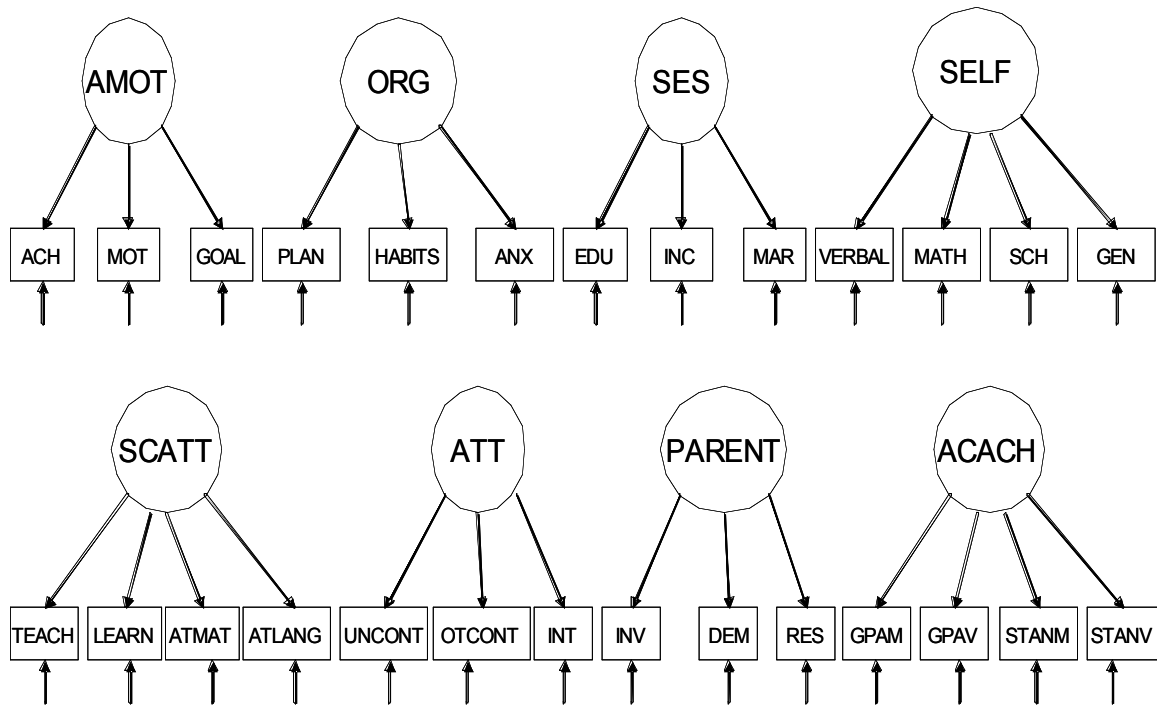 AMOT ORG SES SELF
ACH MOT GOAL PLAN HABITS ANX EDU INC MAR VERBAL MATH SCH GEN
SCATT ATT PARENT ACACH
TEACH LEARN ATMAT ATLANG UNCONT OTCONT INT INV DEM RES GPAM GPAV STANM STANV